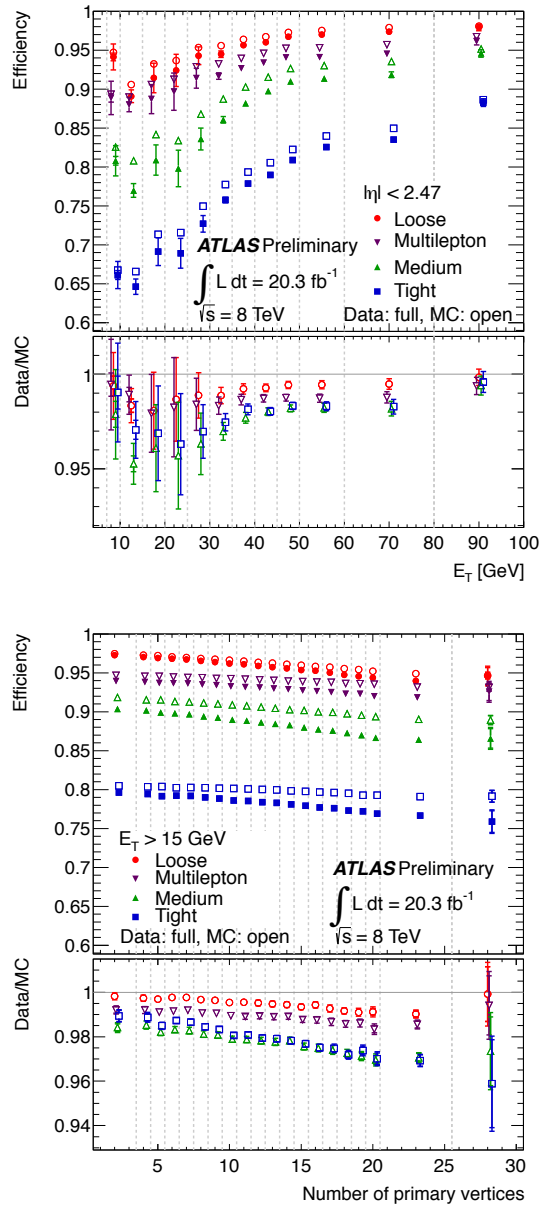 Efficiency
1
0.95
0.9
0.85
0.8
0.75
0.7
0.65
0.6
|η| < 2.47
Loose
Multilepton
Medium
Tight
ATLAS Preliminary
∫ L dt = 20.3 fb⁻¹
√s = 8 TeV
Data: full, MC: open
Data/MC
1
0.95
10 20 30 40 50 60 70 80 90 100
E_T [GeV]
Efficiency
1
0.95
0.9
0.85
0.8
0.75
0.7
0.65
0.6
E_T > 15 GeV
Loose
Multilepton
Medium
Tight
Data: full, MC: open
ATLAS Preliminary
∫ L dt = 20.3 fb⁻¹
√s = 8 TeV
Data/MC
1
0.98
0.96
0.94
5 10 15 20 25 30
Number of primary vertices